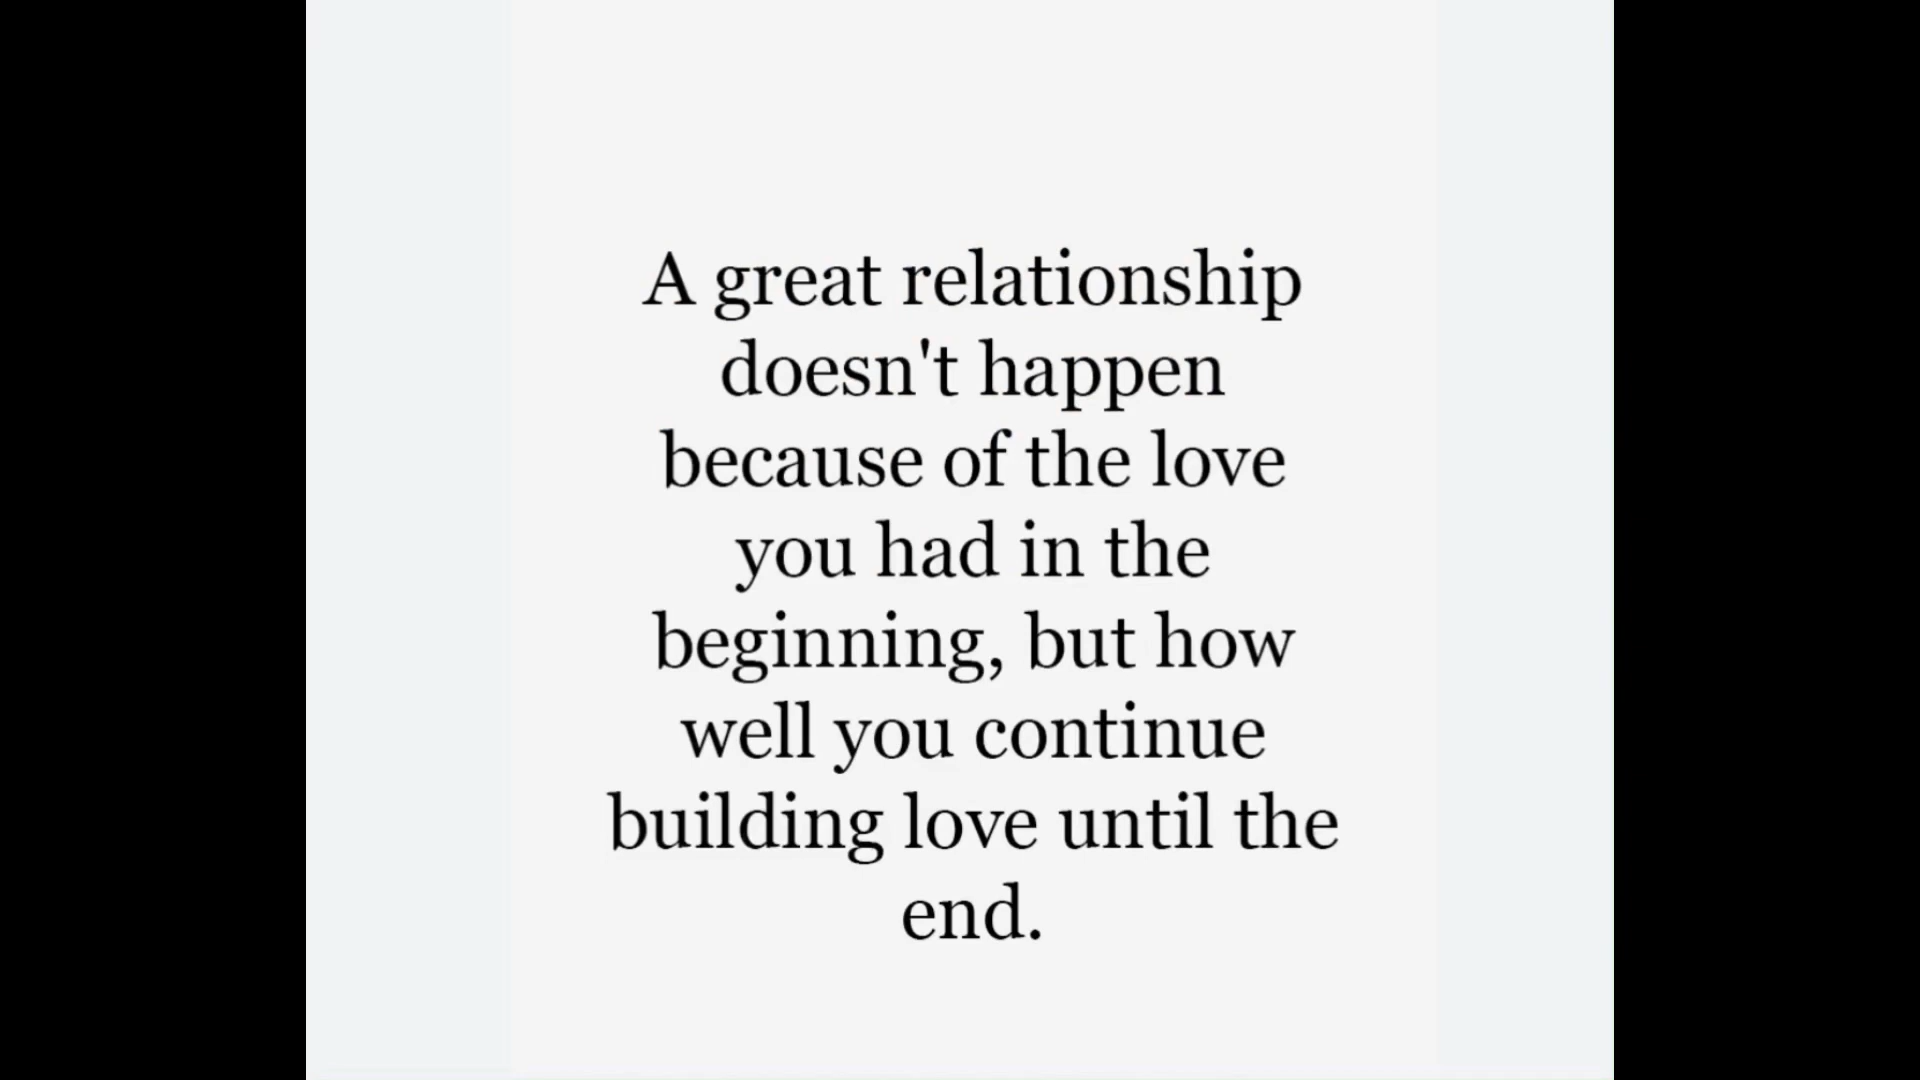 A great relationship
doesn't happen
because of the love
you had in the
beginning, but how
well you continue
building love until the
end.